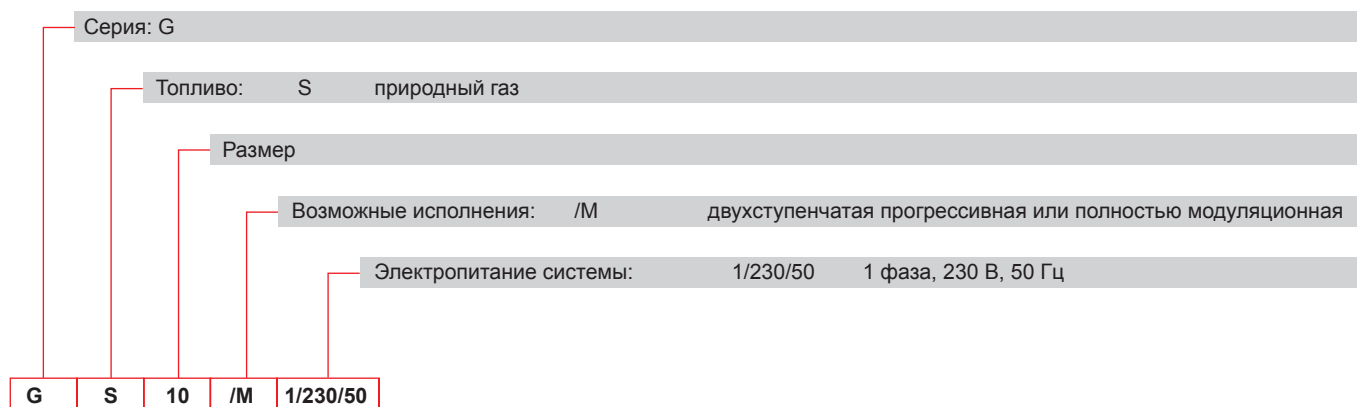 Серия: G
Топливо: S природный газ
Размер
Возможные исполнения: /M двухступенчатая прогрессивная или полностью модуляционная
Электропитание системы: 1/230/50 1 фаза, 230 В, 50 Гц
G S 10 /M 1/230/50